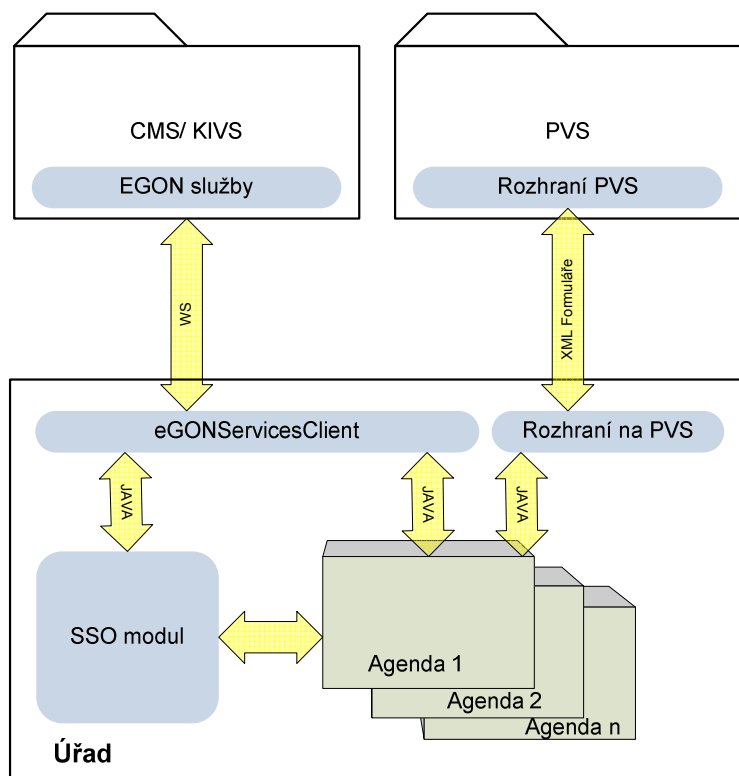 CMS/ KIVS
PVS
EGON služby
Rozhraní PVS
WS
XML Formuláře
eGONServicesClient
Rozhraní na PVS
JAVA
JAVA
JAVA
SSO modul
Agenda 1
Agenda 2
Agenda n
Úřad